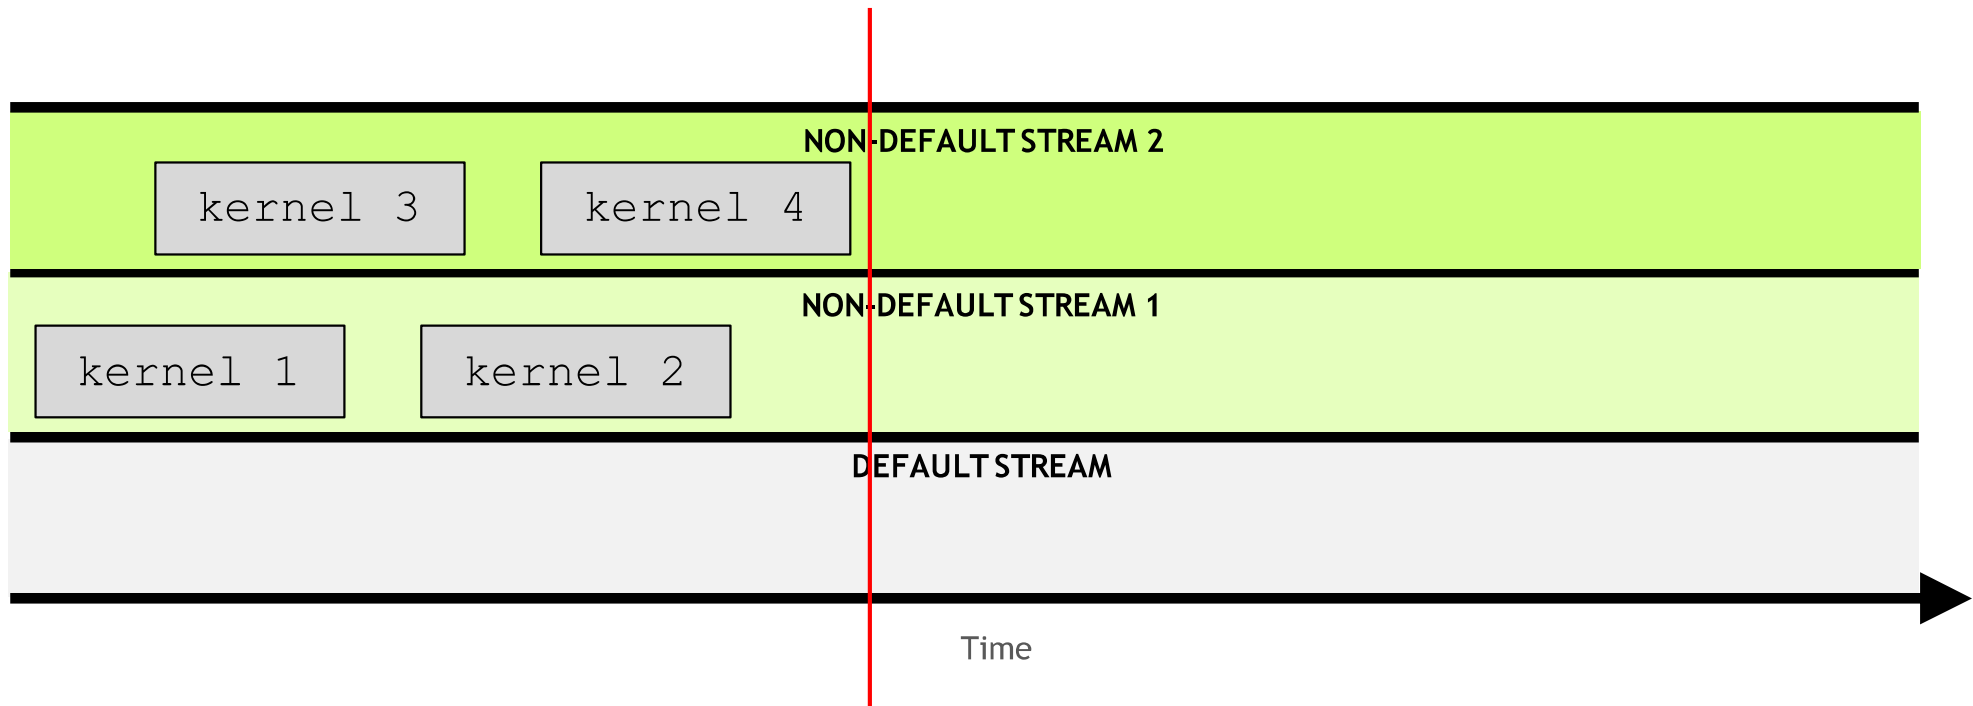 NON-DEFAULT STREAM 2
kernel 3
kernel 4
NON-DEFAULT STREAM 1
kernel 1
kernel 2
DEFAULT STREAM
Time